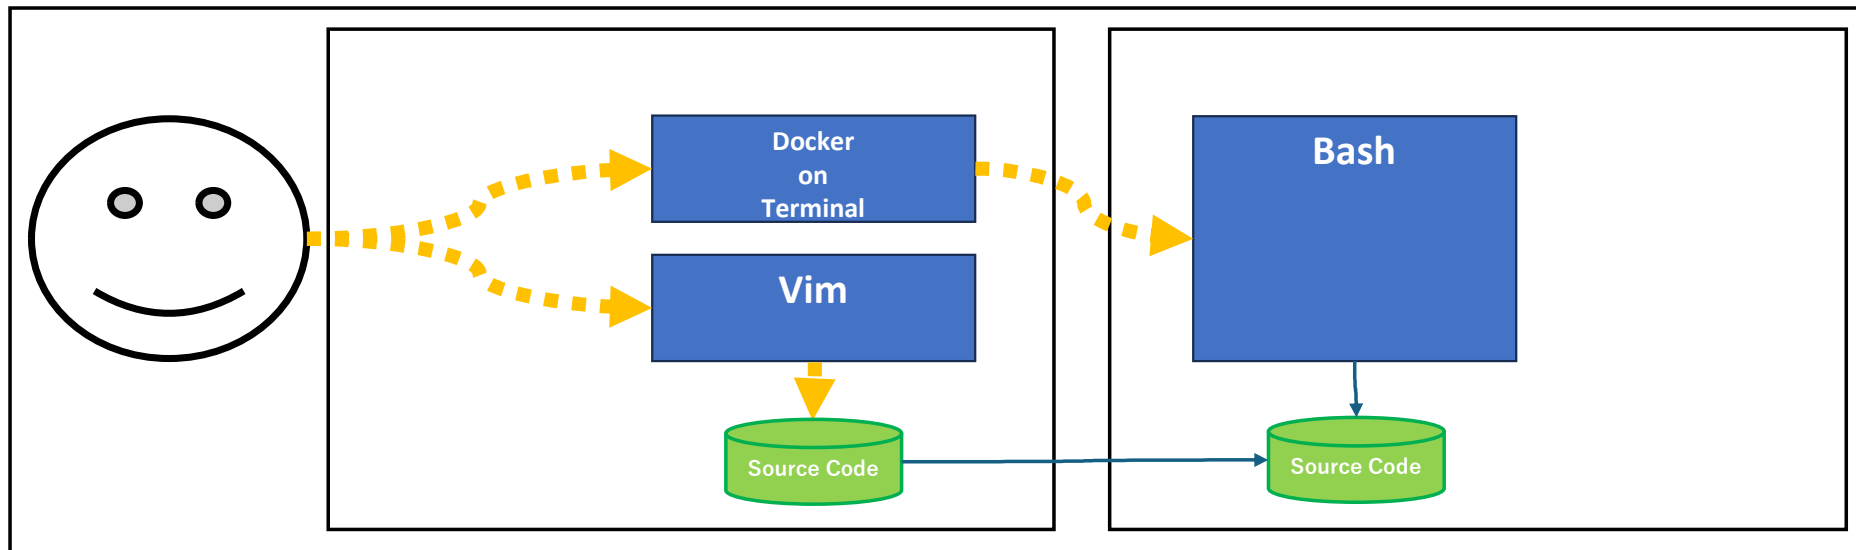 Docker
on
Terminal
Bash
Vim
Source Code
Source Code